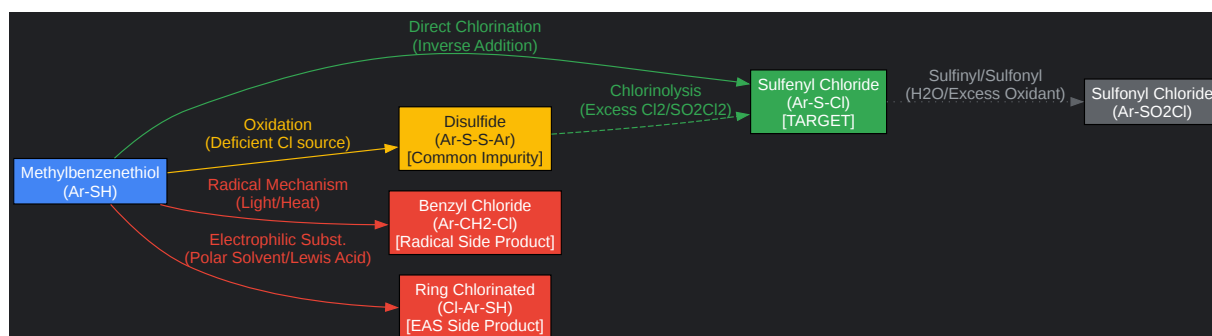 Direct Chlorination
(Inverse Addition)
Sulfenyl Chloride
(Ar-S-Cl)
[TARGET]
Sulfinyl/Sulfonyl
(H2O/Excess Oxidant)
Sulfonyl Chloride
(Ar-SO2Cl)
Chlorinolysis
(Excess Cl2/SO2Cl2)
Oxidation
(Deficient Cl source)
Disulfide
(Ar-S-S-Ar)
[Common Impurity]
Methylbenzenethiol
(Ar-SH)
Radical Mechanism
(Light/Heat)
Benzyl Chloride
(Ar-CH2-Cl)
[Radical Side Product]
Electrophilic Subst.
(Polar Solvent/Lewis Acid)
Ring Chlorinated
(Cl-Ar-SH)
[EAS Side Product]